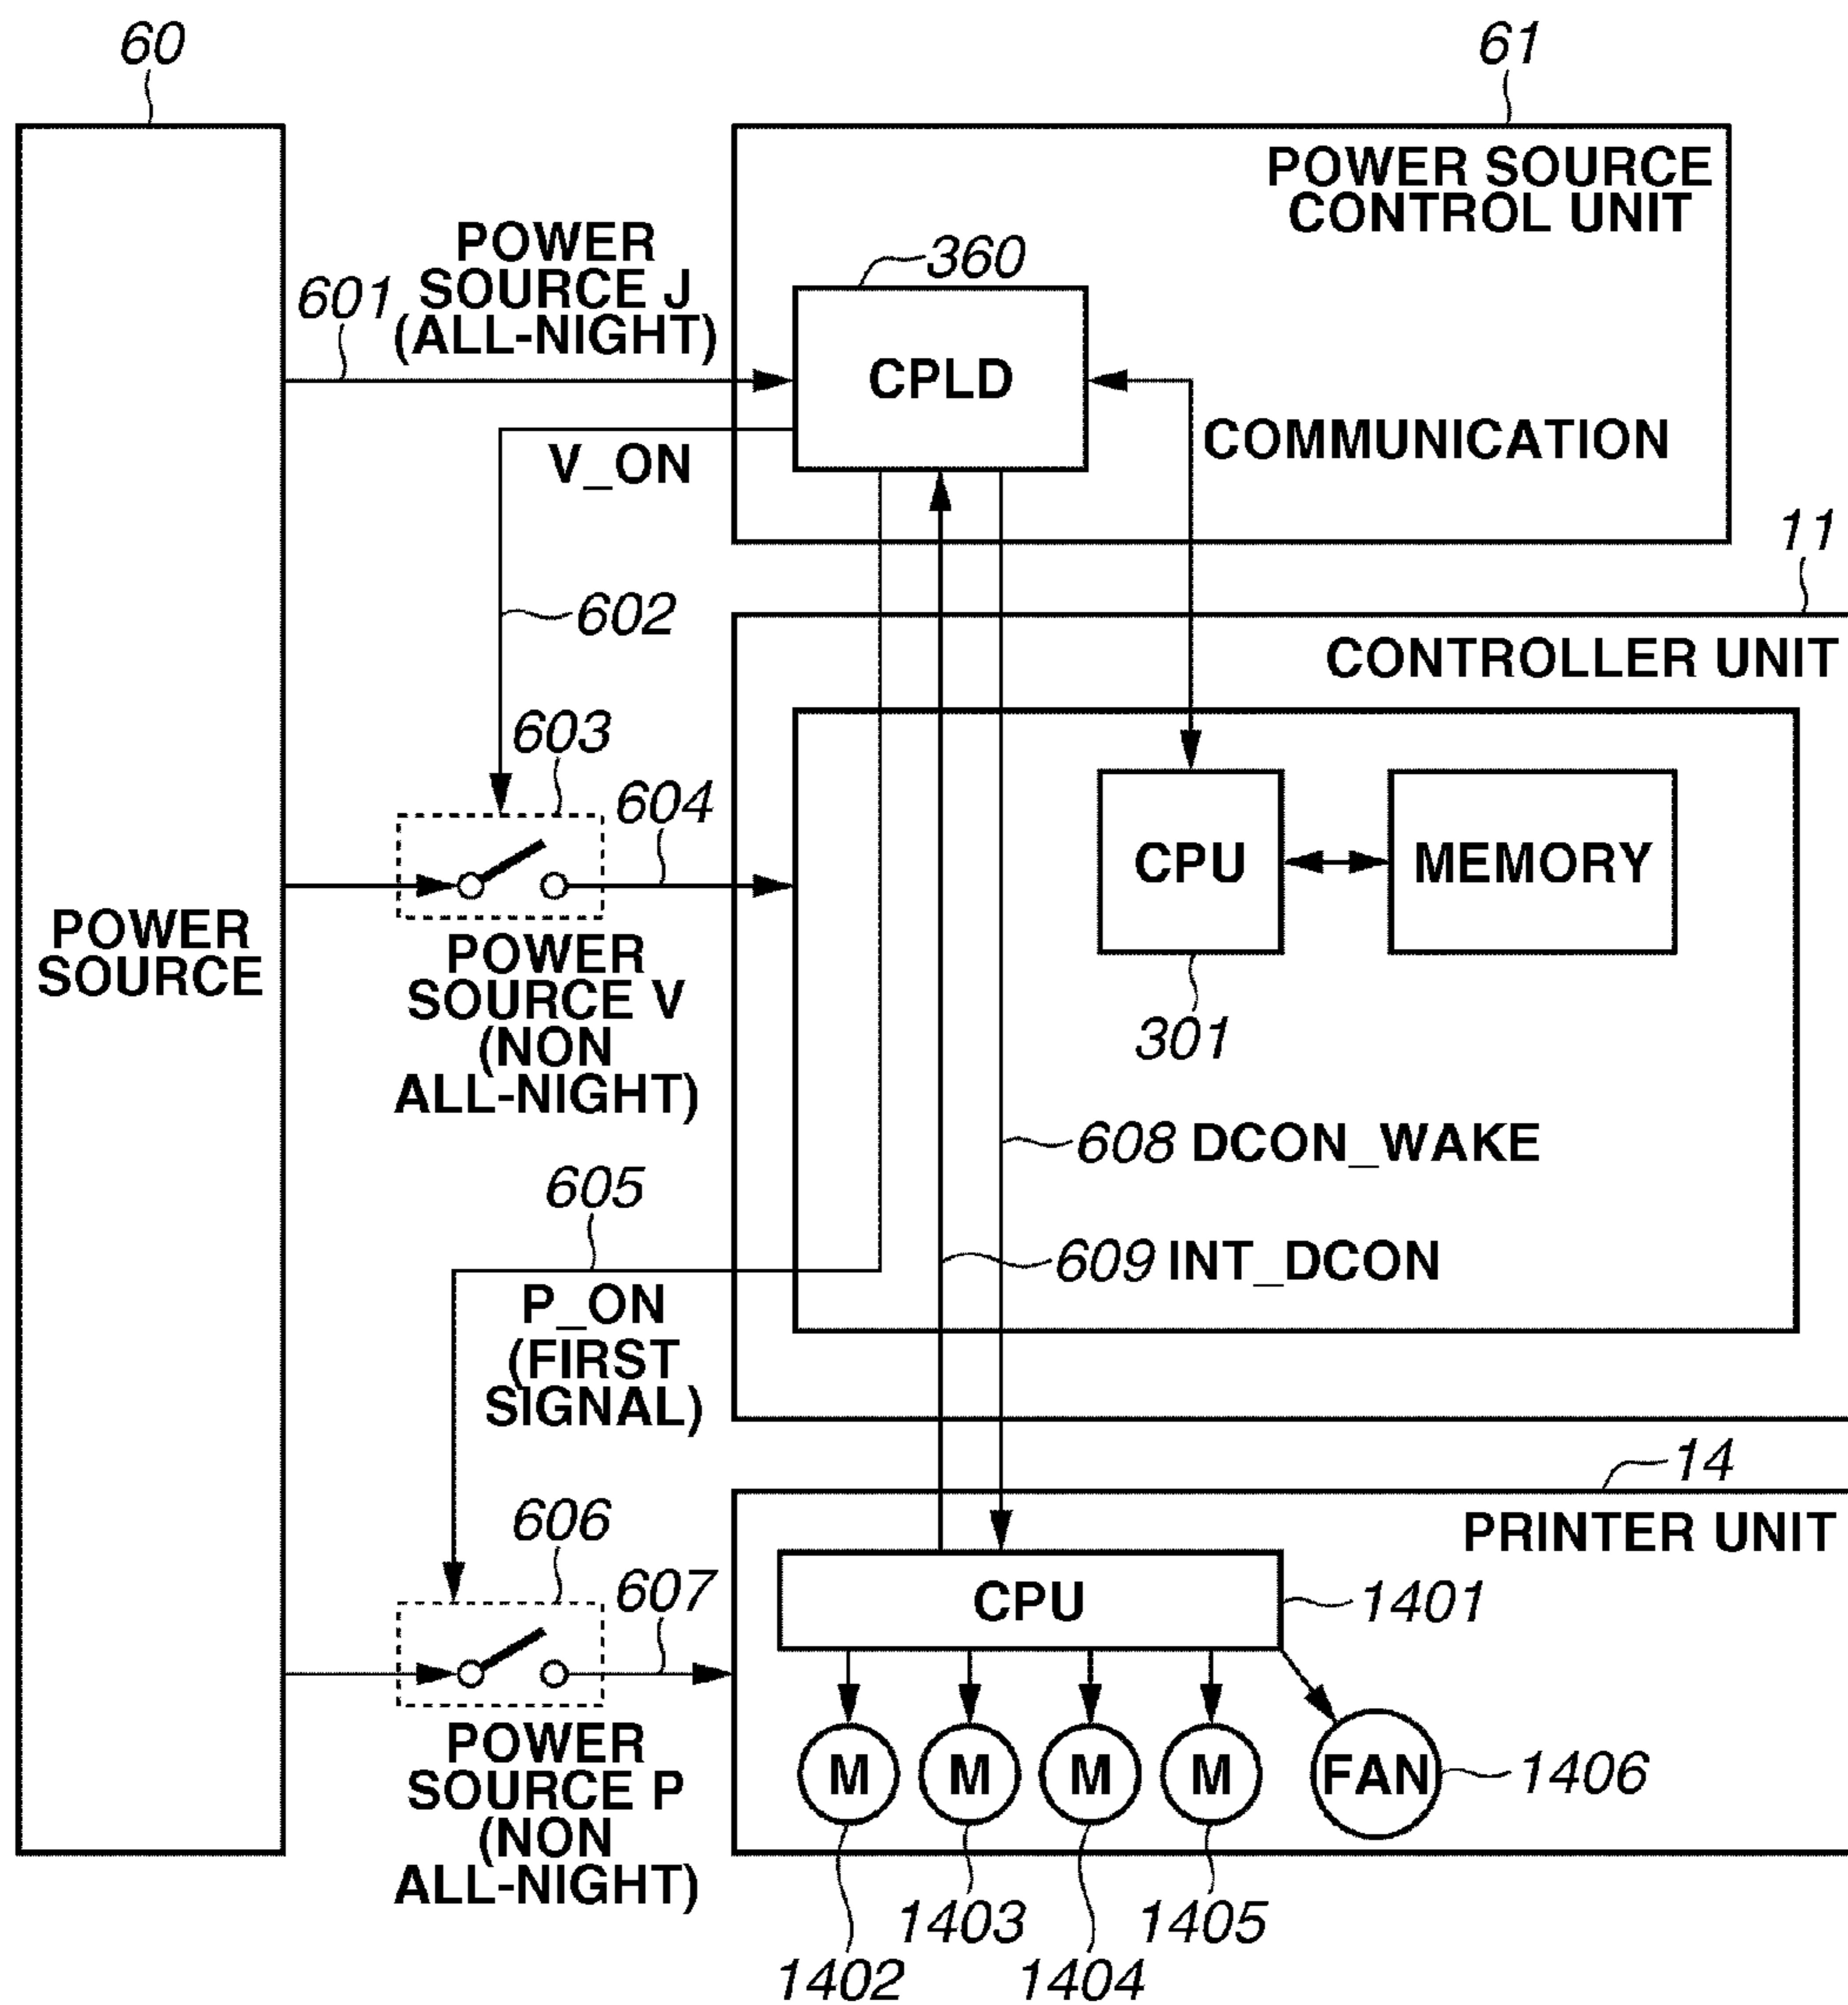 60
61
POWER SOURCE
CONTROL UNIT
POWER
SOURCE J
(ALL-NIGHT)
601
360
CPLD
COMMUNICATION
V_ON
602
11
CONTROLLER UNIT
603
604
CPU
MEMORY
POWER
SOURCE
POWER
SOURCE V
(NON
ALL-NIGHT)
301
608 DCON_WAKE
605
609 INT_DCON
P_ON
(FIRST
SIGNAL)
14
PRINTER UNIT
606
607
CPU
1401
POWER
SOURCE P
(NON
ALL-NIGHT)
M
M
M
M
FAN
1406
1403
1405
1402
1404